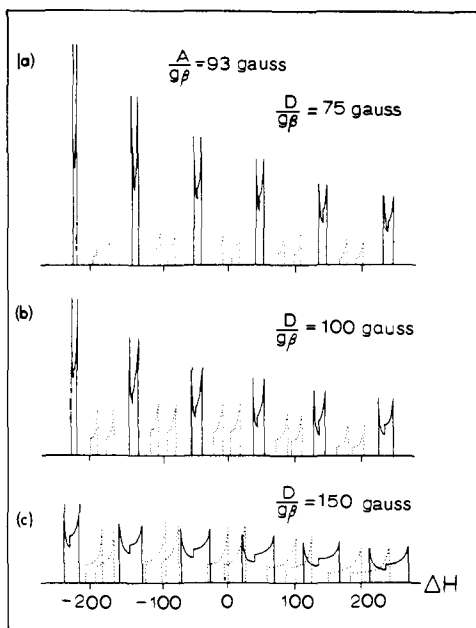 (a)
A/gβ = 93 gauss
D/gβ = 75 gauss
(b)
D/gβ = 100 gauss
(c)
D/gβ = 150 gauss
-200 -100 0 100 200 ΔH